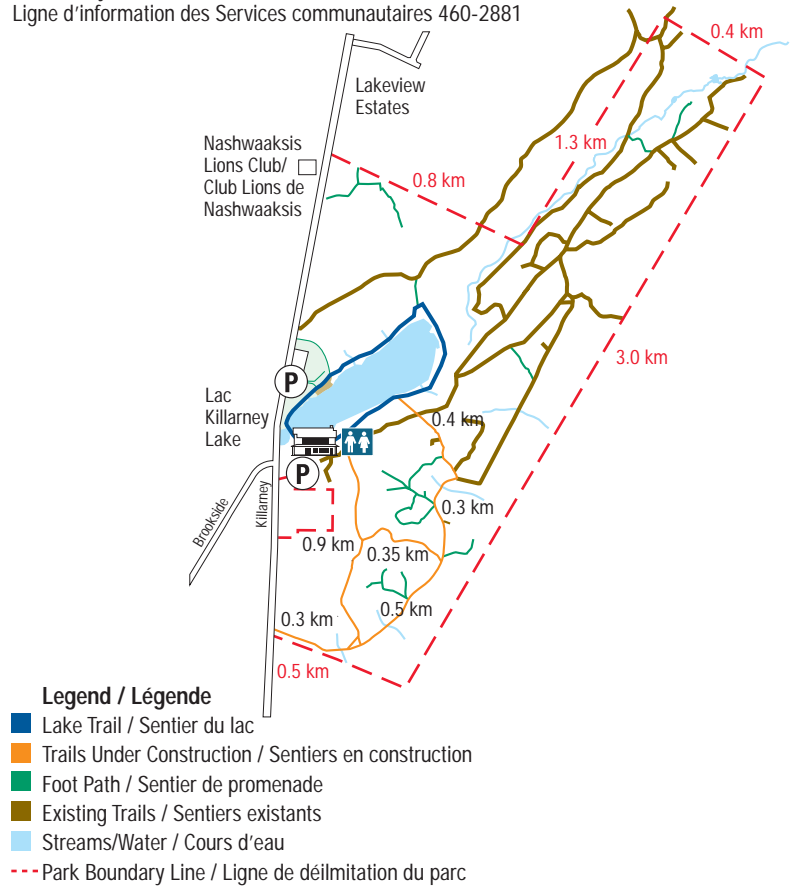 Ligne d'information des Services communautaires 460-2881
0.4 km
Lakeview
Estates
Nashwaaksis
Lions Club/
Club Lions de
Nashwaaksis
1.3 km
0.8 km
3.0 km
P
Lac
Killarney
Lake
0.4 km
P
Brookside
Killarney
0.3 km
0.9 km
0.35 km
0.5 km
0.3 km
0.5 km
Legend / Légende
Lake Trail / Sentier du lac
Trails Under Construction / Sentiers en construction
Foot Path / Sentier de promenade
Existing Trails / Sentiers existants
Streams/Water / Cours d'eau
Park Boundary Line / Ligne de déilmitation du parc